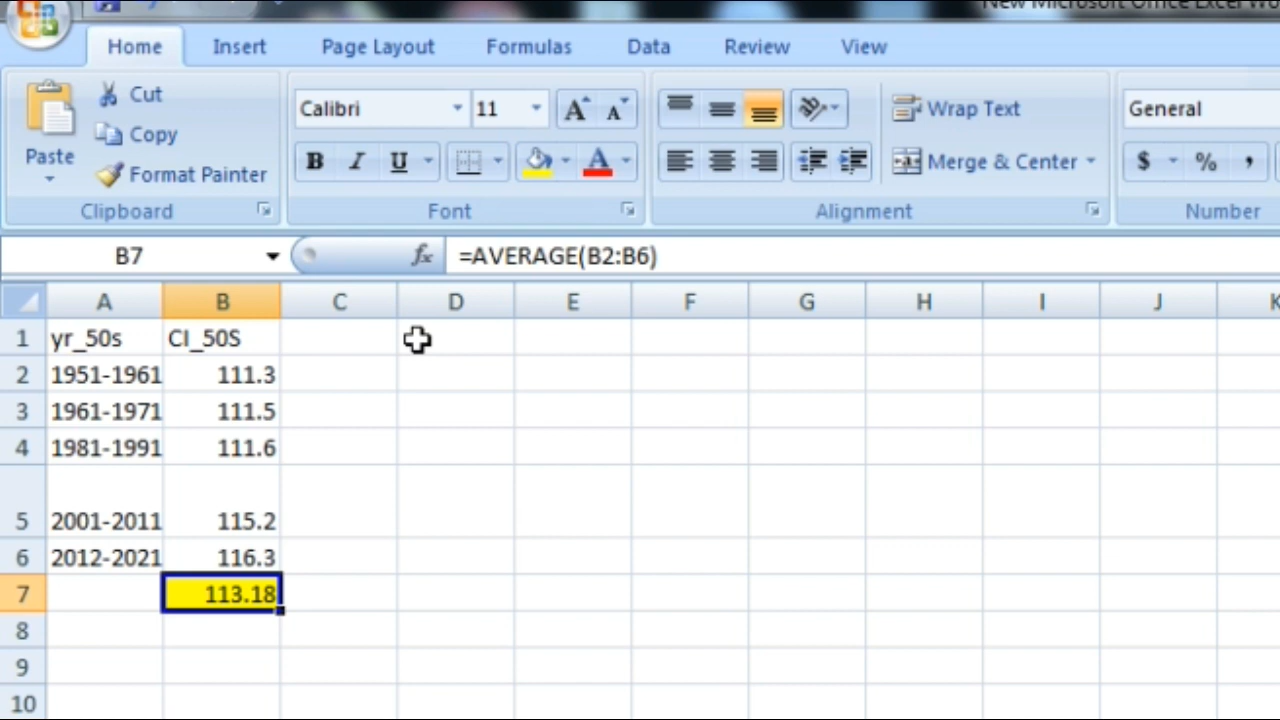 New Microsoft Office Excel Wo
Home Insert Page Layout Formulas Data Review View
Cut
Copy
Format Painter
Paste
Clipboard
Calibri 11 A A
B I U A
Font
Wrap Text
Merge & Center
Alignment
General
$ % ,
Number
B7 fx =AVERAGE(B2:B6)
A B C D E F G H I J K
1 yr_50s CI_50S
2 1951-1961 111.3
3 1961-1971 111.5
4 1981-1991 111.6
5 2001-2011 115.2
6 2012-2021 116.3
7 113.18
8
9
10